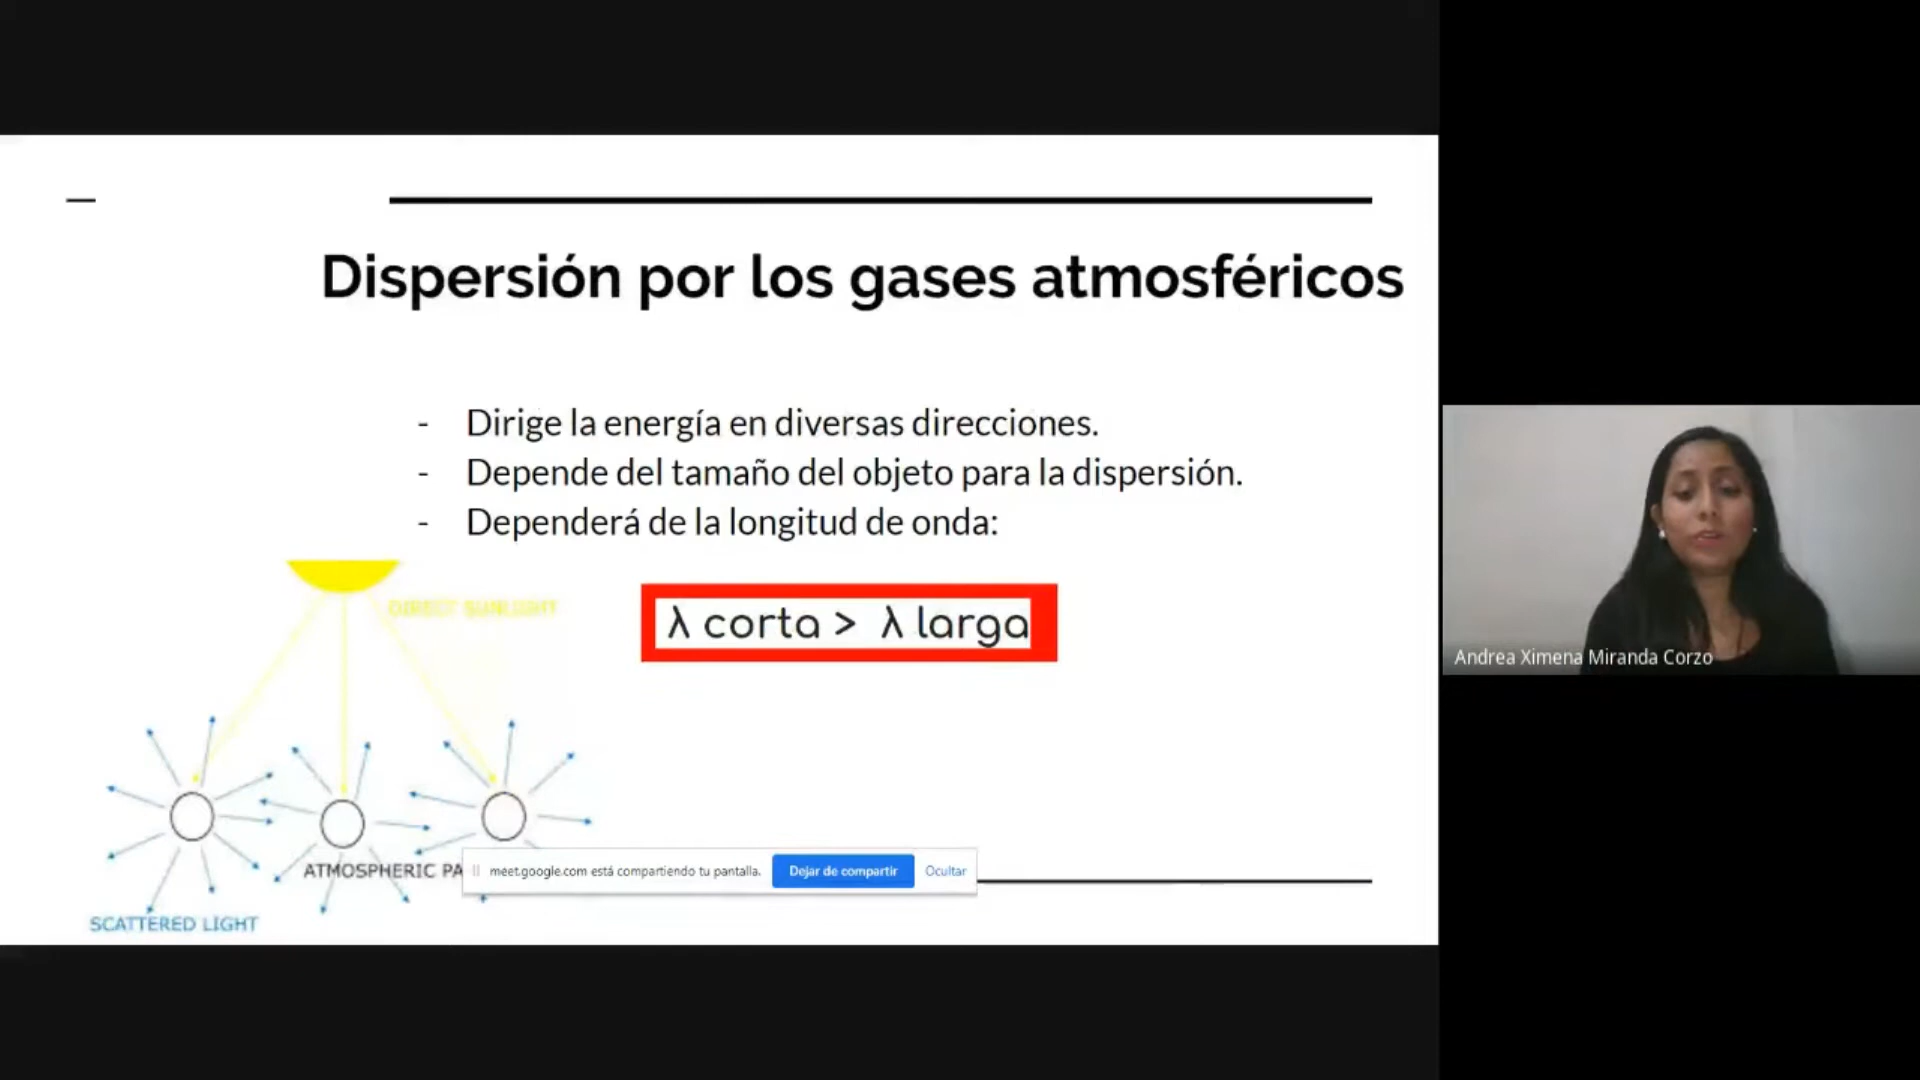 Dispersión por los gases atmosféricos
- Dirige la energía en diversas direcciones.
- Depende del tamaño del objeto para la dispersión.
- Dependerá de la longitud de onda:
DIRECT SUNLIGHT
λ corta > λ larga
Andrea Ximena Miranda Corzo
ATMOSPHERIC PA
meet.google.com está compartiendo tu pantalla.
Dejar de compartir
Ocultar
SCATTERED LIGHT